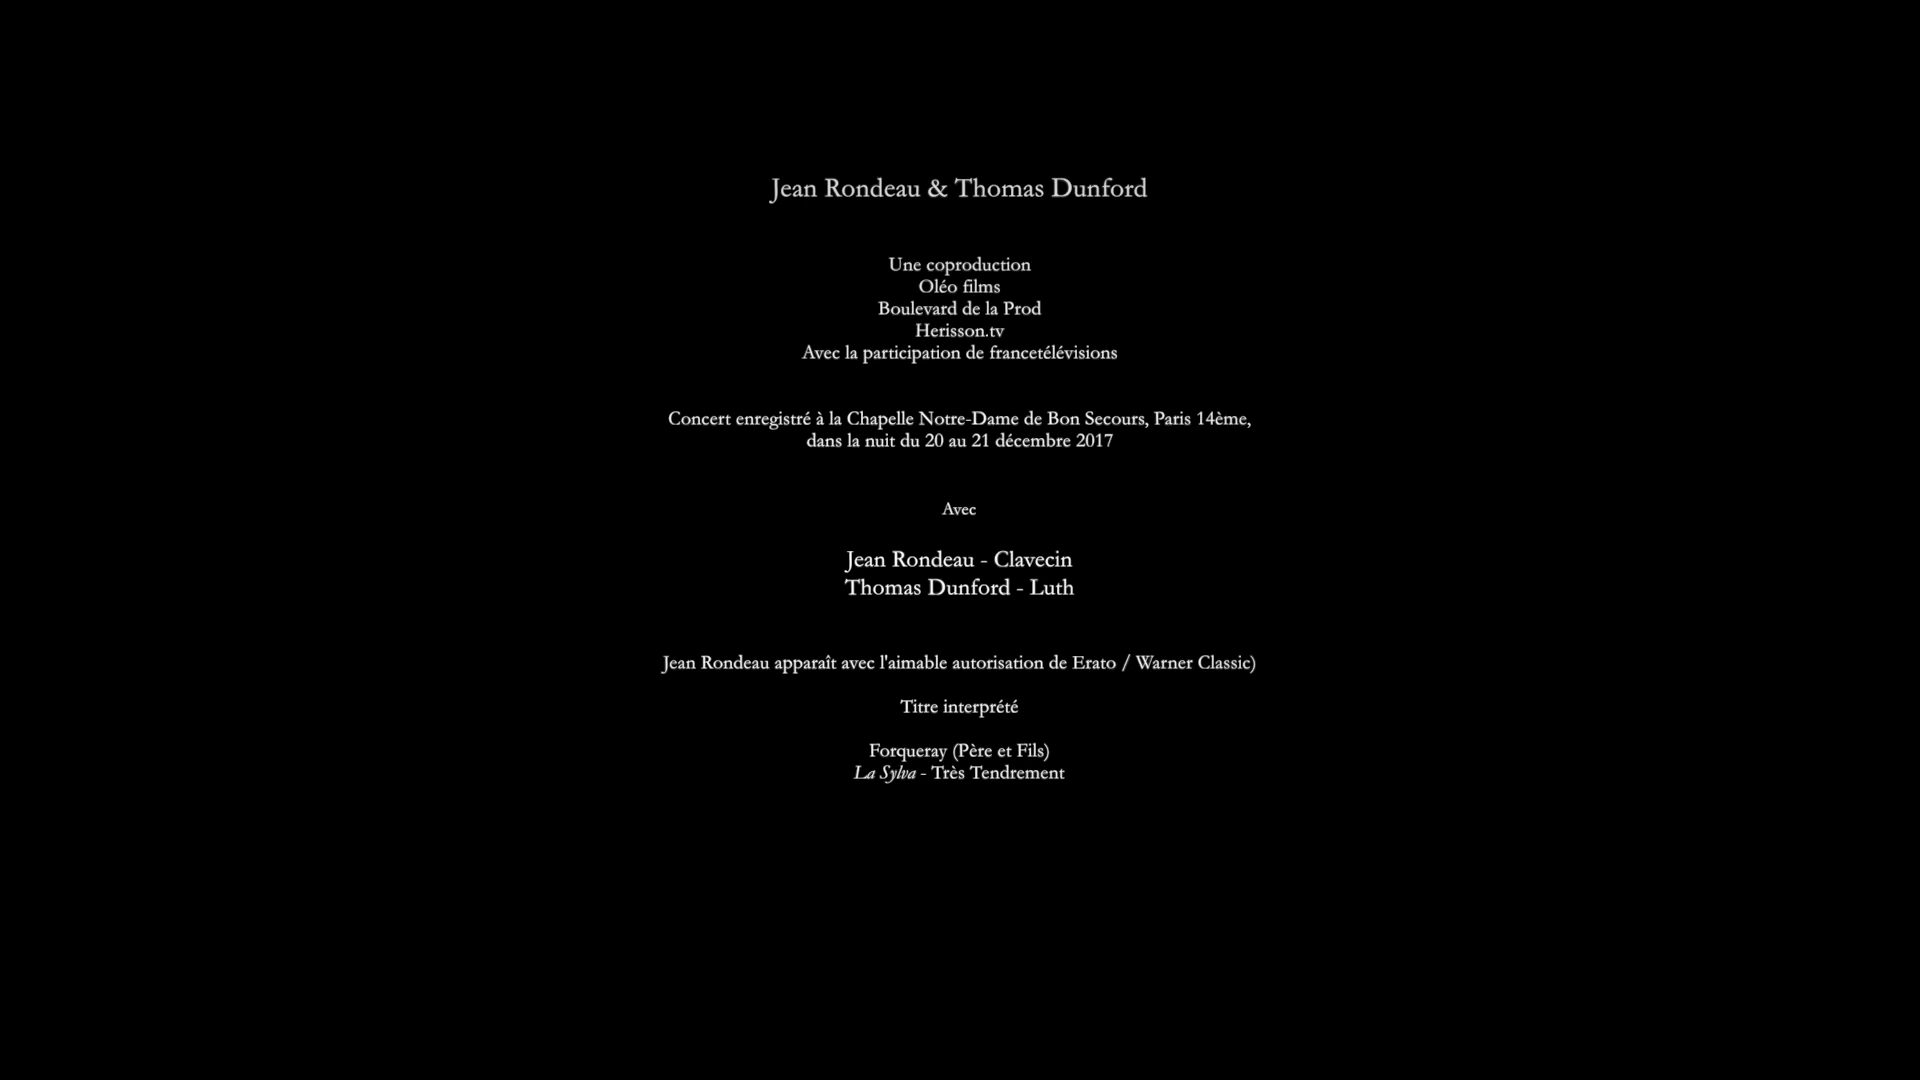 Jean Rondeau & Thomas Dunford
Une coproduction
Oléo films
Boulevard de la Prod
Herisson.tv
Avec la participation de francetélévisions
Concert enregistré à la Chapelle Notre-Dame de Bon Secours, Paris 14ème,
dans la nuit du 20 au 21 décembre 2017
Avec
Jean Rondeau - Clavecin
Thomas Dunford - Luth
Jean Rondeau apparaît avec l'aimable autorisation de Erato / Warner Classic)
Titre interprété
Forqueray (Père et Fils)
La Sylva - Très Tendrement